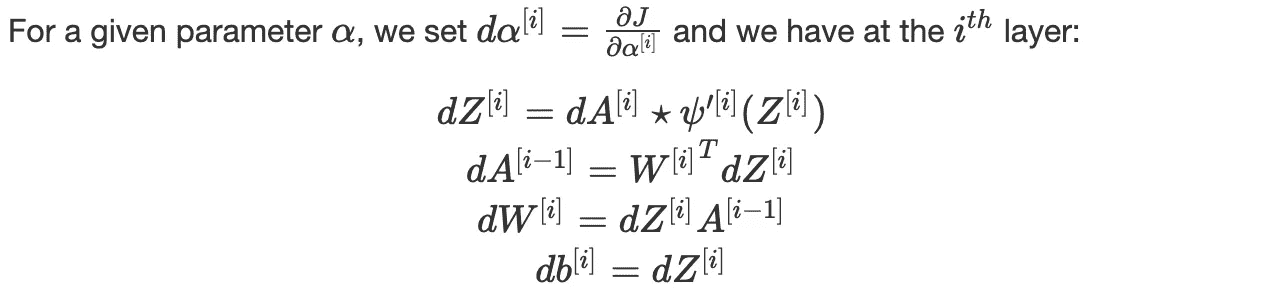 For a given parameter α, we set dα^{[i]} = ∂J/∂α^{[i]} and we have at the i^{th} layer:
dZ^{[i]} = dA^{[i]} ⋆ ψ′^{[i]}(Z^{[i]})
dA^{[i−1]} = W^{[i]^T} dZ^{[i]}
dW^{[i]} = dZ^{[i]} A^{[i−1]}
db^{[i]} = dZ^{[i]}